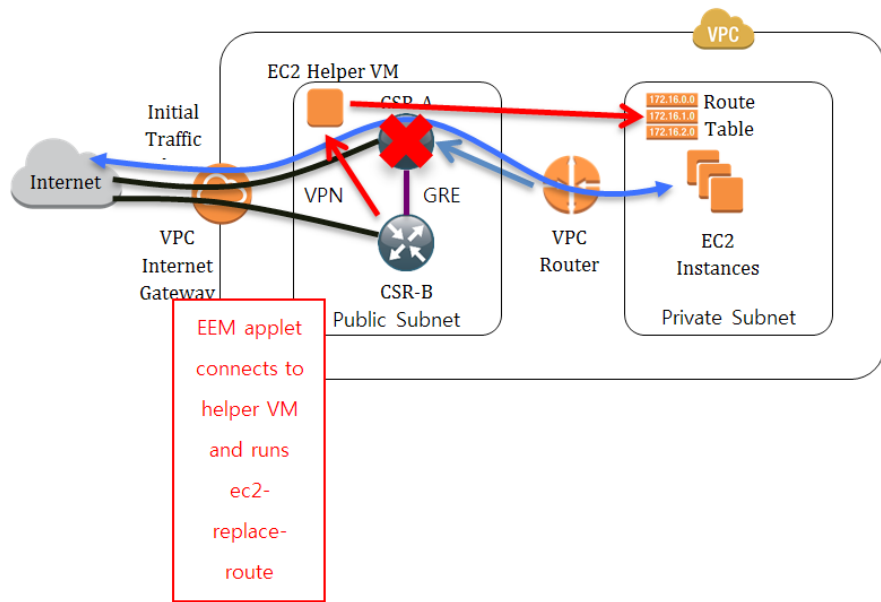 VPC
EC2 Helper VM
CSR-A
Initial
Traffic
172.16.0.0
172.16.1.0
172.16.2.0
Route
Table
Internet
VPN
GRE
VPC
Internet
Gateway
CSR-B
VPC
Router
EC2
Instances
Public Subnet
Private Subnet
EEM applet
connects to
helper VM
and runs
ec2-
replace-
route